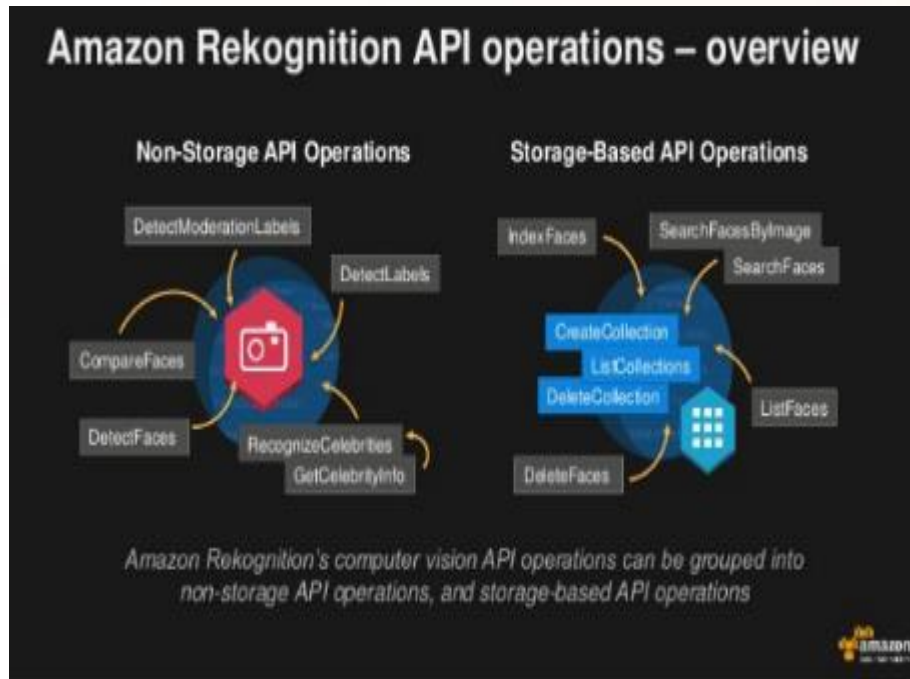 Amazon Rekognition API operations – overview
Non-Storage API Operations
DetectModerationLabels
DetectLabels
CompareFaces
DetectFaces
RecognizeCelebrities
GetCelebrityInfo
Storage-Based API Operations
IndexFaces
SearchFacesByImage
SearchFaces
CreateCollection
ListCollections
DeleteCollection
ListFaces
DeleteFaces
Amazon Rekognition's computer vision API operations can be grouped into
non-storage API operations, and storage-based API operations
amazon